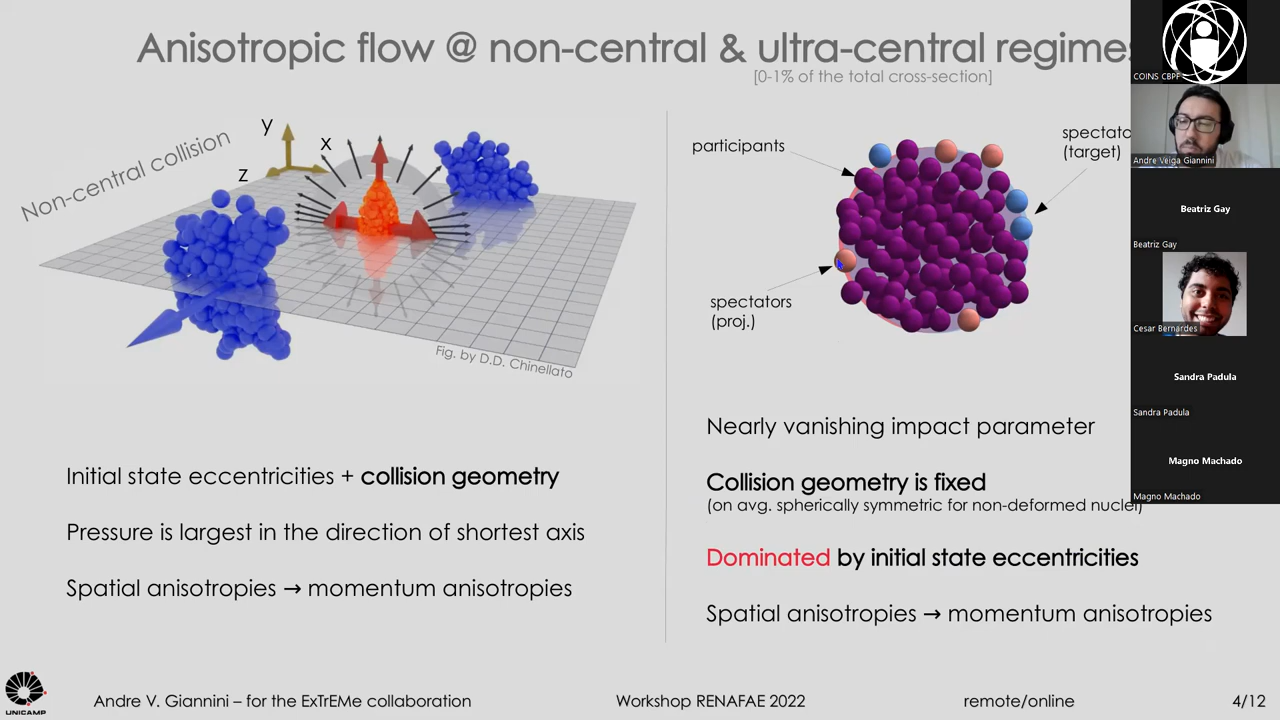 Anisotropic flow @ non-central & ultra-central regimes
[0-1% of the total cross-section]
Non-central collision
y
x
z
Fig. by D.D. Chinellato
Initial state eccentricities + collision geometry
Pressure is largest in the direction of shortest axis
Spatial anisotropies → momentum anisotropies
participants
spectato
(target)
spectators
(proj.)
Nearly vanishing impact parameter
Collision geometry is fixed
(on avg. spherically symmetric for non-deformed nuclei)
Dominated by initial state eccentricities
Spatial anisotropies → momentum anisotropies
COINS CBPF
Andre Veiga Giannini
Beatriz Gay
Beatriz Gay
Cesar Bernardes
Sandra Padula
Sandra Padula
Magno Machado
Magno Machado
UNICAMP
Andre V. Giannini – for the ExTrEMe collaboration
Workshop RENAFAE 2022
remote/online
4/12